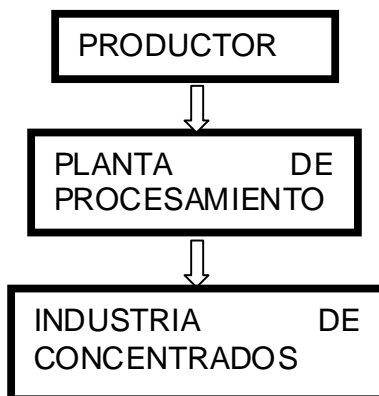 PRODUCTOR
PLANTA DE
PROCESAMIENTO
INDUSTRIA DE
CONCENTRADOS